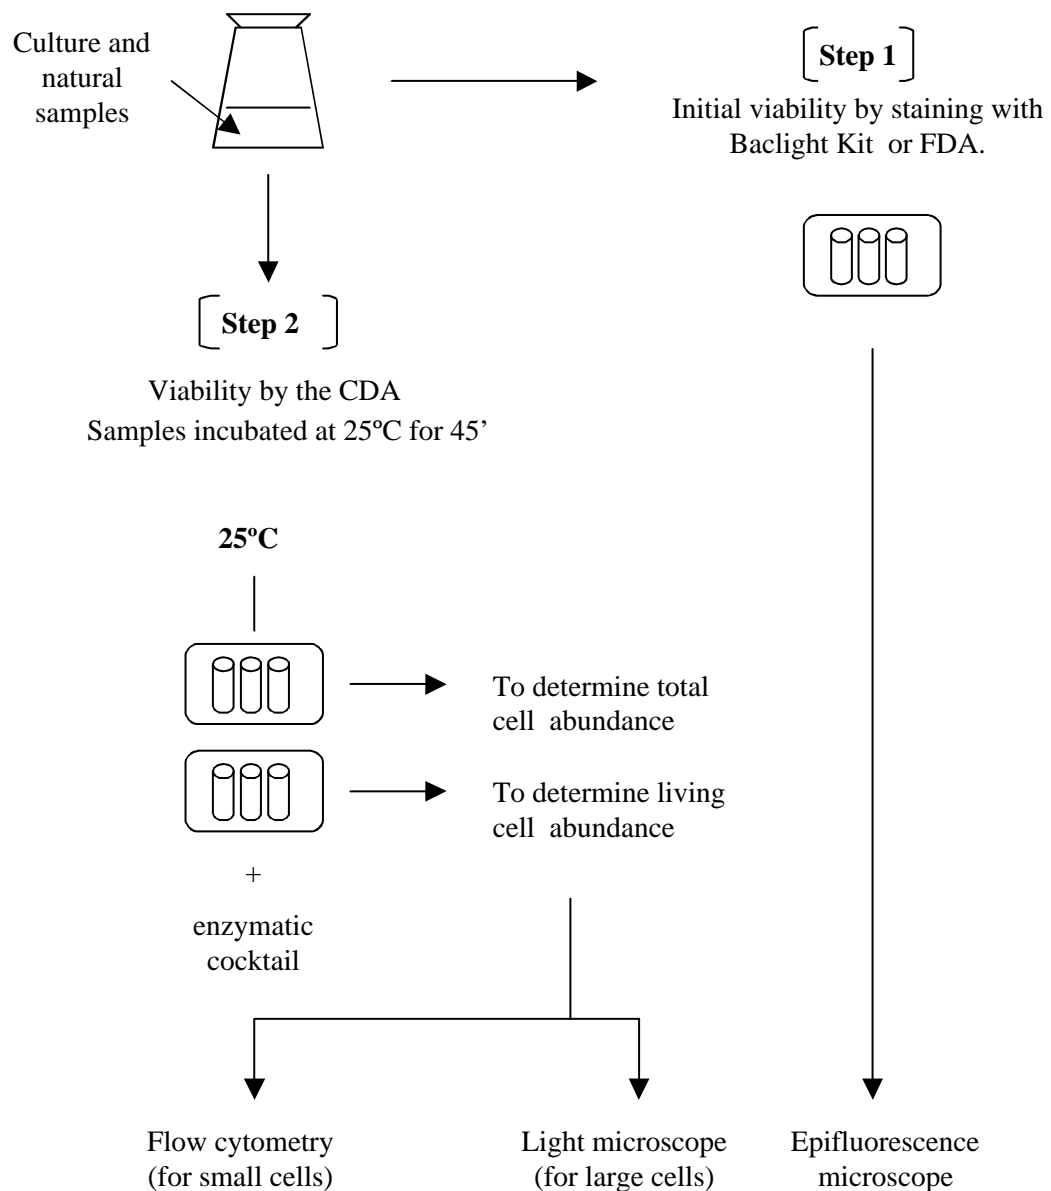 Culture and
natural
samples
Step 1
Initial viability by staining with
Baclight Kit or FDA.
Step 2
Viability by the CDA
Samples incubated at 25ºC for 45’
25ºC
To determine total
cell abundance
To determine living
cell abundance
+
enzymatic
cocktail
Flow cytometry
(for small cells)
Light microscope
(for large cells)
Epifluorescence
microscope